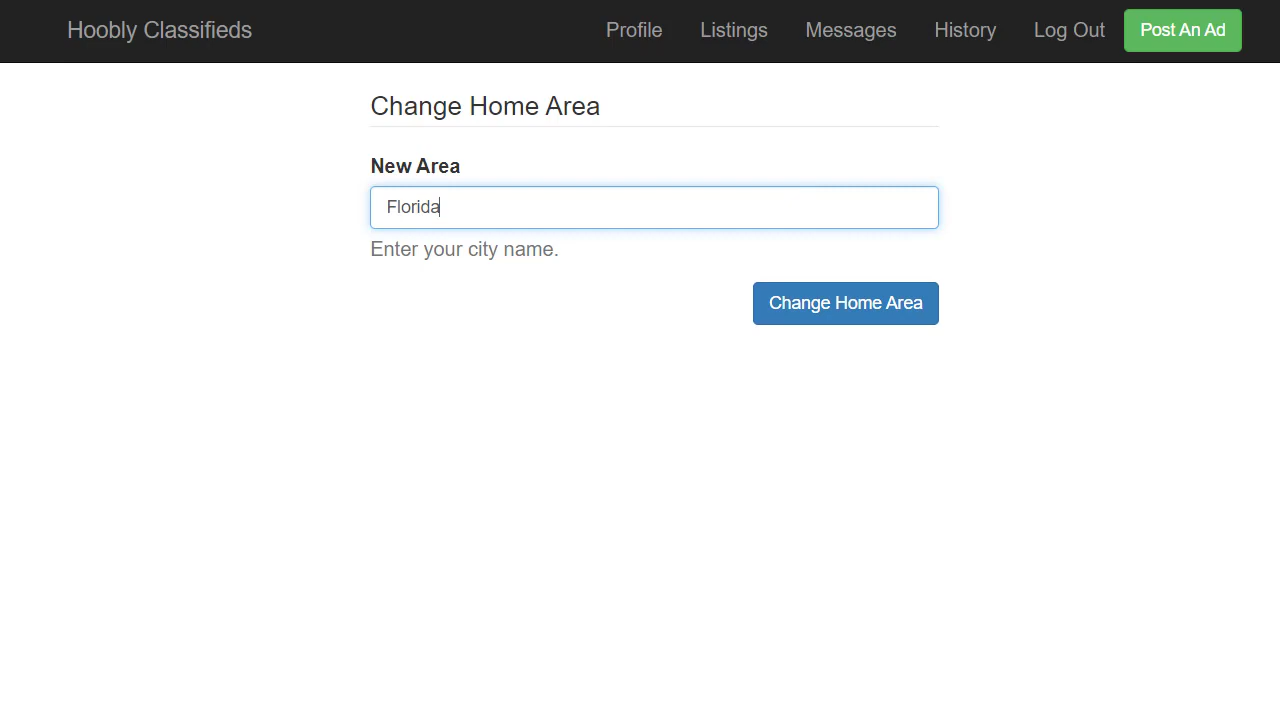 Hoobly Classifieds Profile Listings Messages History Log Out Post An Ad
Change Home Area
New Area
Florida
Enter your city name.
Change Home Area